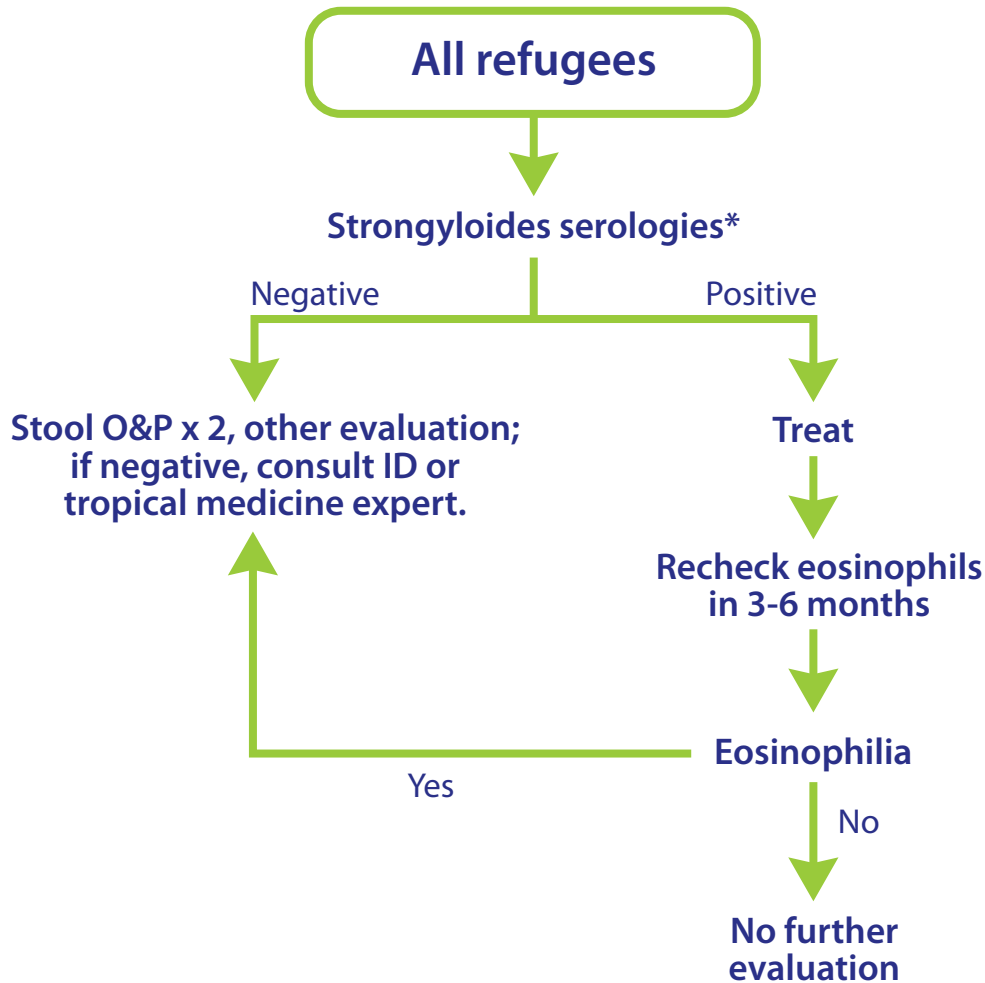 All refugees
Strongyloides serologies*
Negative
Positive
Stool O&P x 2, other evaluation;
if negative, consult ID or
tropical medicine expert.
Treat
Recheck eosinophils
in 3-6 months
Eosinophilia
Yes
No
No further
evaluation